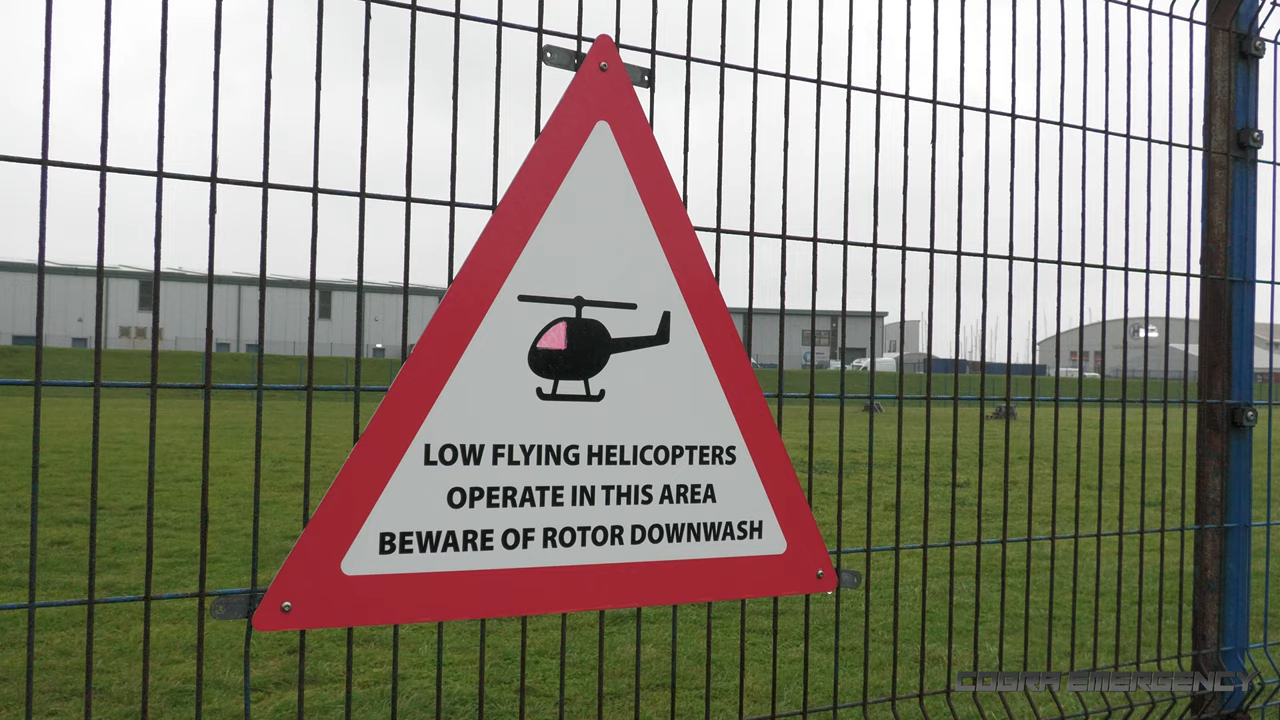 LOW FLYING HELICOPTERS
OPERATE IN THIS AREA
BEWARE OF ROTOR DOWNWASH
COBRA EMERGENCY